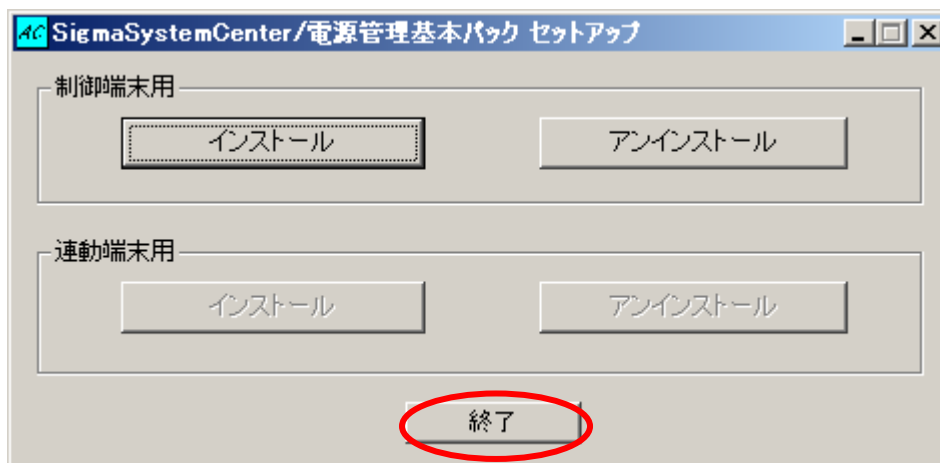 AC SigmaSystemCenter/電源管理基本パック セットアップ
制御端末用
インストール アンインストール
連動端末用
インストール アンインストール
終了